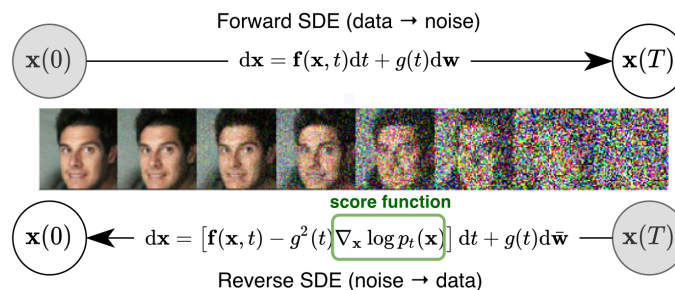 Forward SDE (data → noise)
x(0) dx = f(x, t)dt + g(t)dw x(T)
score function
x(0) dx = [f(x, t) − g²(t)∇ₓ log pₜ(x)] dt + g(t)dw̄ x(T)
Reverse SDE (noise → data)